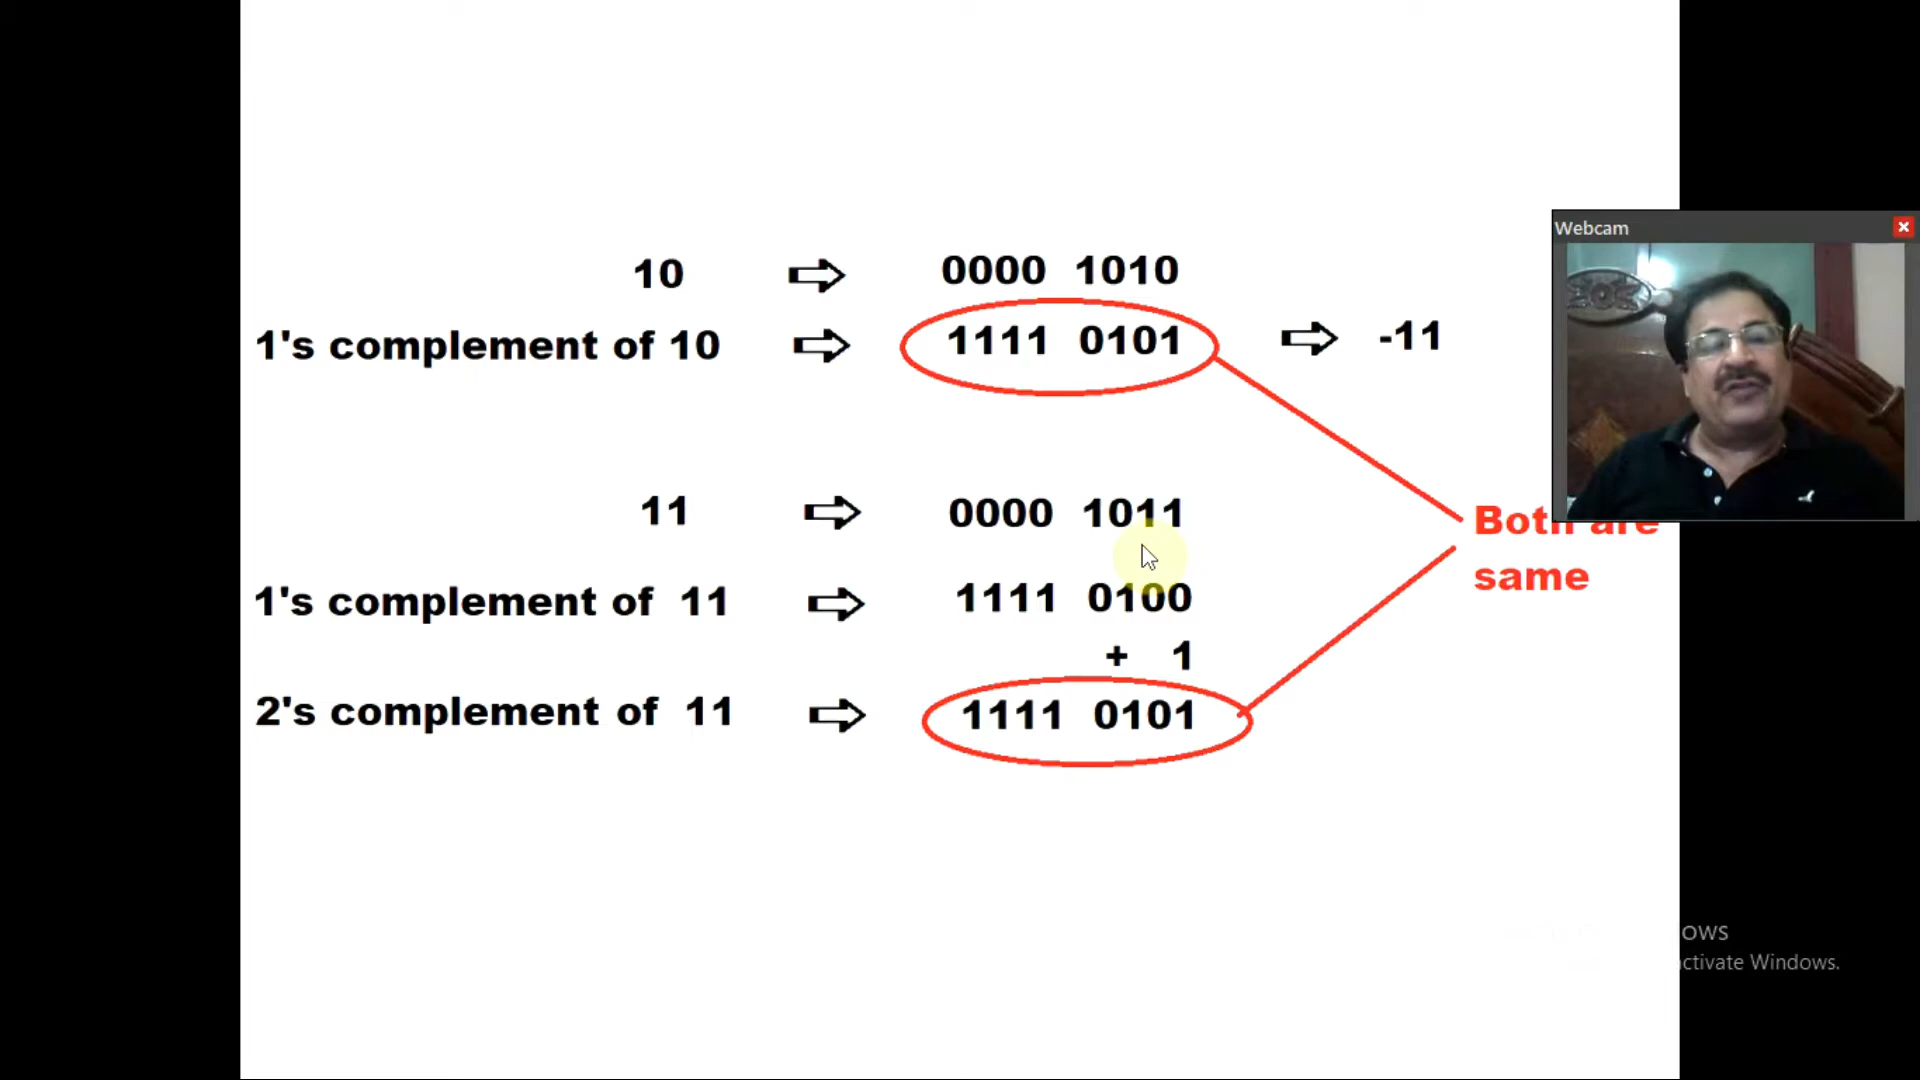 10 ⇨ 0000 1010
1's complement of 10 ⇨ 1111 0101 ⇨ -11
11 ⇨ 0000 1011
1's complement of 11 ⇨ 1111 0100
+ 1
2's complement of 11 ⇨ 1111 0101
Both are
same
Webcam
ows
ctivate Windows.